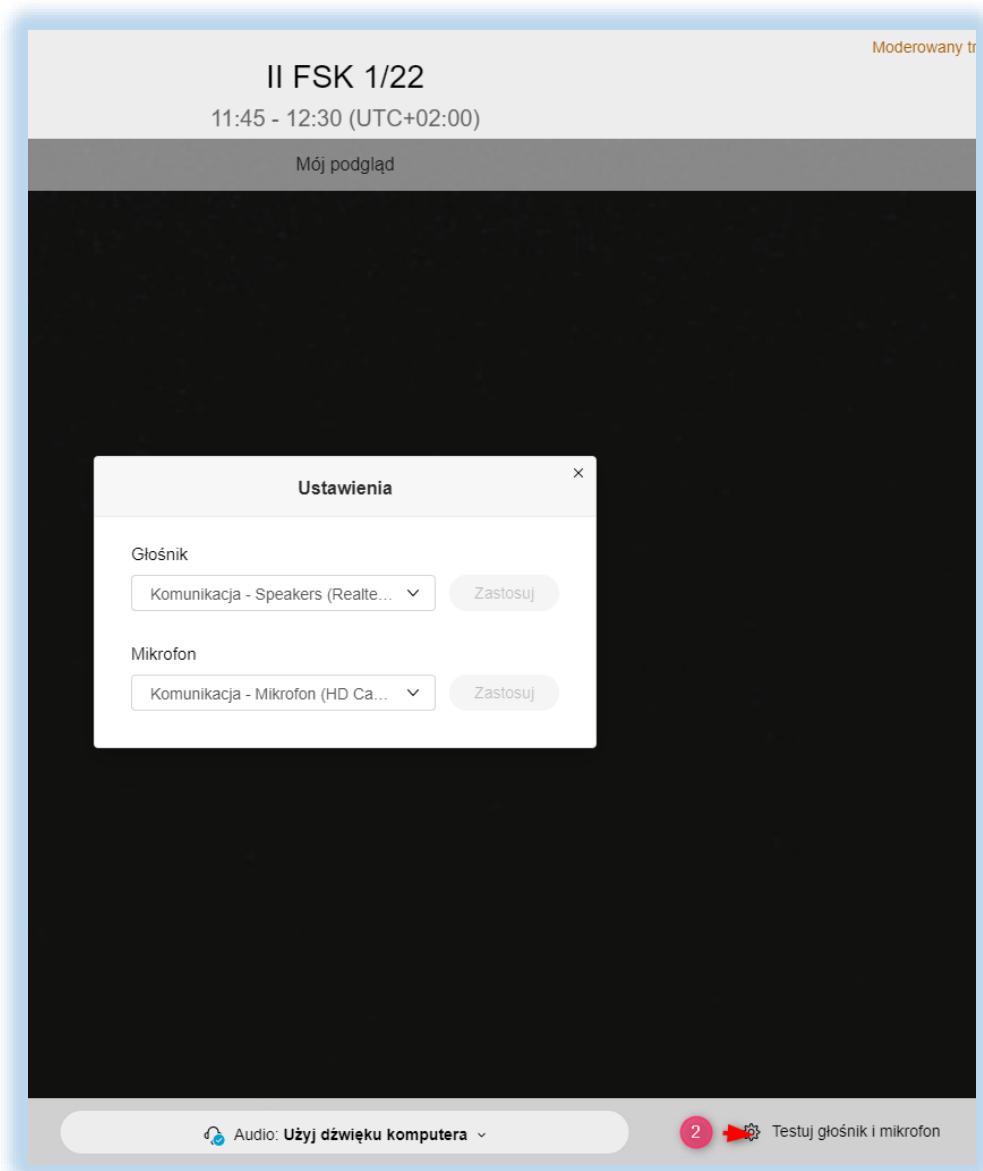 Moderowany tr
II FSK 1/22
11:45 - 12:30 (UTC+02:00)
Mój podgląd
Ustawienia
Głośnik
Komunikacja - Speakers (Realte...
Zastosuj
Mikrofon
Komunikacja - Mikrofon (HD Ca...
Zastosuj
Audio: Użyj dźwięku komputera
2
Testuj głośnik i mikrofon